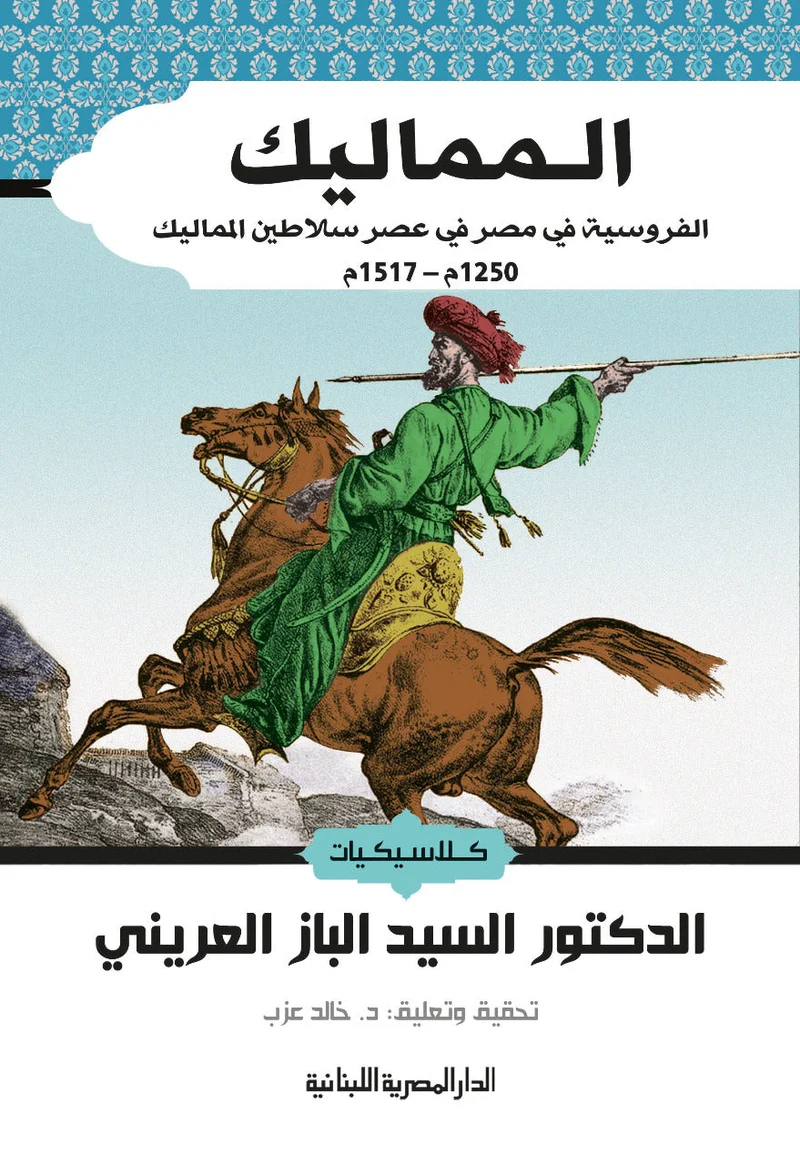 المماليك
الفروسية في مصر في عصر سلاطين المماليك
1250م – 1517م
كلاسيكيات
الدكتور السيد الباز العريني
تحقيق وتعليق: د. خالد عزب
الدار المصرية اللبنانية